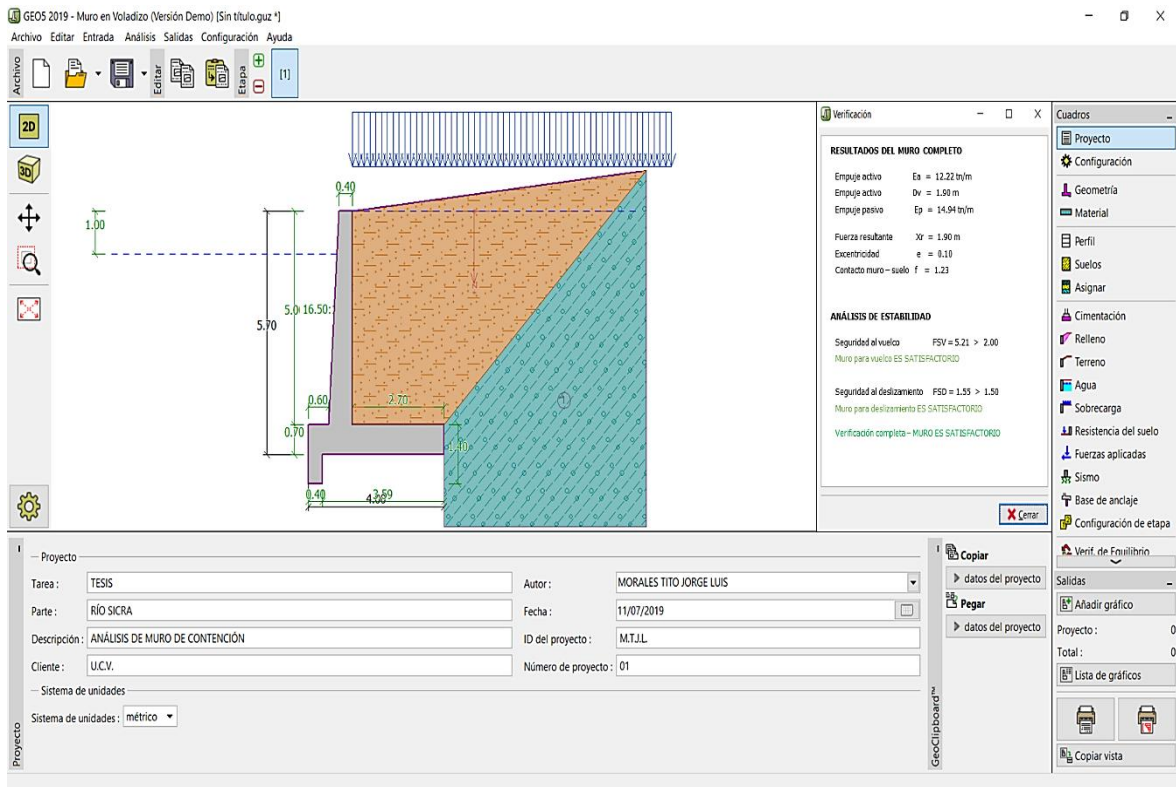 GEO5 2019 - Muro en Voladizo (Versión Demo) [Sin título.guz *]
Archivo Editar Entrada Análisis Salidas Configuración Ayuda
Archivo
Editar
Etapa
[1]
2D
3D
0.40
1.00
5.70
5.0
16.50:
0.60
2.70
0.70
1.40
0.40
4.00
1
Verificación
RESULTADOS DEL MURO COMPLETO
Empuje activo Ea = 12.22 tn/m
Empuje activo Dv = 1.90 m
Empuje pasivo Ep = 14.94 tn/m
Fuerza resultante Xr = 1.90 m
Excentricidad e = 0.10
Contacto muro – suelo f = 1.23
ANÁLISIS DE ESTABILIDAD
Seguridad al vuelco FSV = 5.21 > 2.00
Muro para vuelco ES SATISFACTORIO
Seguridad al deslizamiento FSD = 1.55 > 1.50
Muro para deslizamiento ES SATISFACTORIO
Verificación completa – MURO ES SATISFACTORIO
Cerrar
Cuadros
Proyecto
Configuración
Geometría
Material
Perfil
Suelos
Asignar
Cimentación
Relleno
Terreno
Agua
Sobrecarga
Resistencia del suelo
Fuerzas aplicadas
Sismo
Base de anclaje
Configuración de etapa
Verif. de Equilibrio
Salidas
Añadir gráfico
Proyecto : 0
Total : 0
Lista de gráficos
Copiar vista
Proyecto
Proyecto
Tarea : TESIS
Parte : RÍO SICRA
Descripción : ANÁLISIS DE MURO DE CONTENCIÓN
Cliente : U.C.V.
Autor : MORALES TITO JORGE LUIS
Fecha : 11/07/2019
ID del proyecto : M.T.J.L.
Número de proyecto : 01
Sistema de unidades
Sistema de unidades : métrico
GeoClipboard™
Copiar
datos del proyecto
Pegar
datos del proyecto